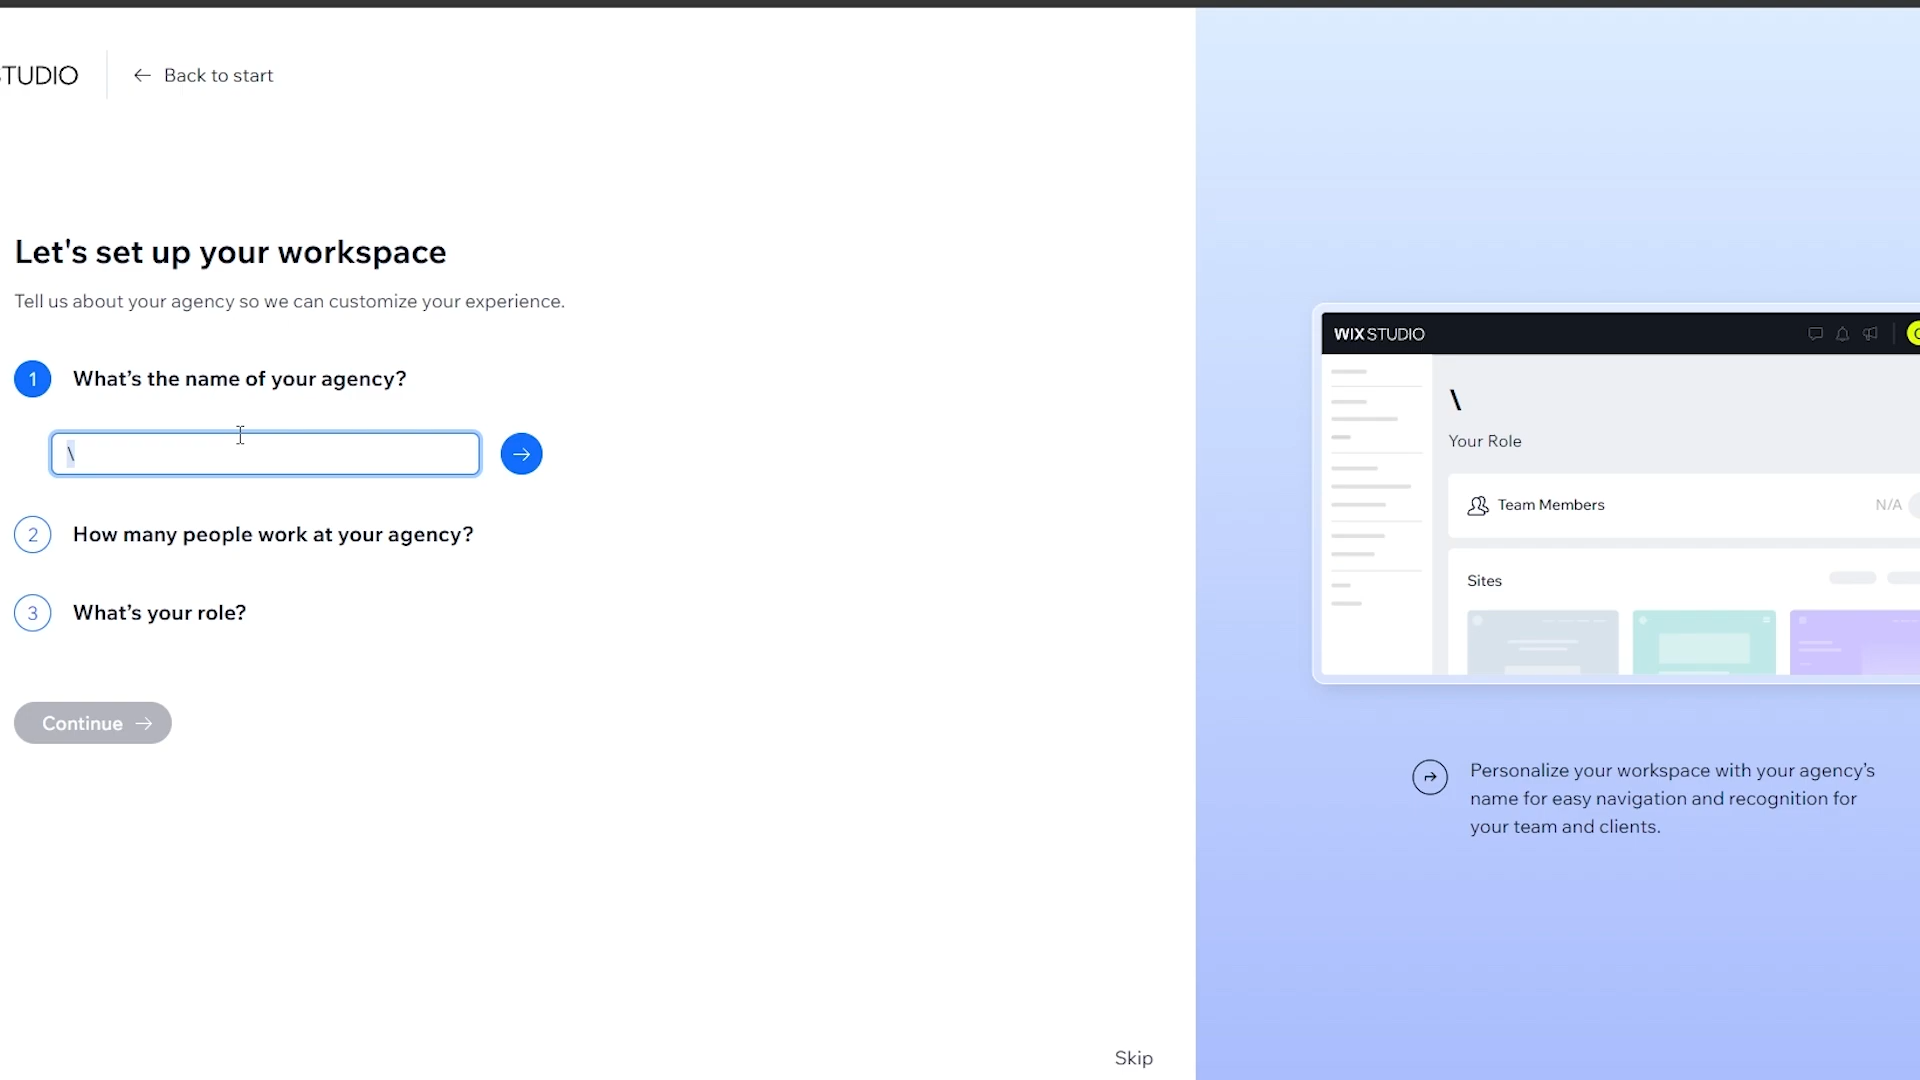 STUDIO
Back to start
Let's set up your workspace
Tell us about your agency so we can customize your experience.
1 What's the name of your agency?
\
2 How many people work at your agency?
3 What's your role?
Continue
Skip
WIX STUDIO
\
Your Role
Team Members N/A
Sites
Personalize your workspace with your agency's
name for easy navigation and recognition for
your team and clients.